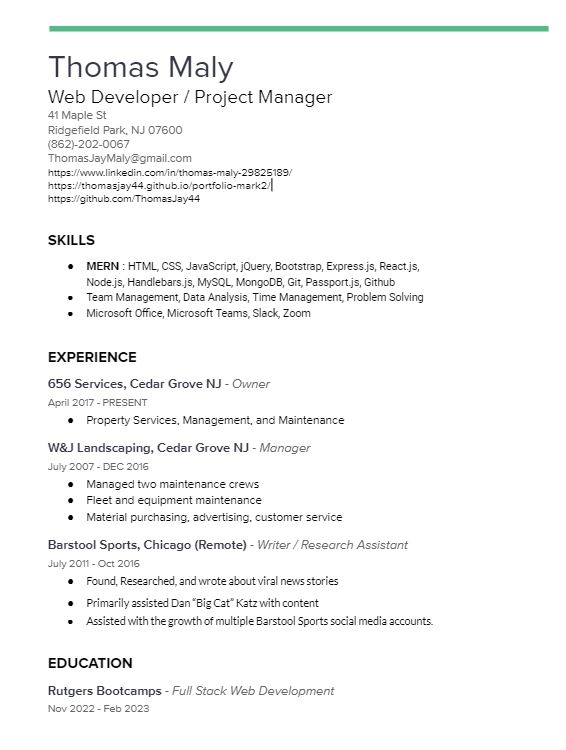 Thomas Maly
Web Developer / Project Manager
41 Maple St
Ridgefield Park, NJ 07600
(862)-202-0067
ThomasJayMaly@gmail.com
https://www.linkedin.com/in/thomas-maly-29825189/
https://thomasjay44.github.io/portfolio-mark2/
https://github.com/ThomasJay44
SKILLS
● MERN : HTML, CSS, JavaScript, jQuery, Bootstrap, Express.js, React.js,
Node.js, Handlebars.js, MySQL, MongoDB, Git, Passport.js, Github
● Team Management, Data Analysis, Time Management, Problem Solving
● Microsoft Office, Microsoft Teams, Slack, Zoom
EXPERIENCE
656 Services, Cedar Grove NJ - Owner
April 2017 - PRESENT
● Property Services, Management, and Maintenance
W&J Landscaping, Cedar Grove NJ - Manager
July 2007 - DEC 2016
● Managed two maintenance crews
● Fleet and equipment maintenance
● Material purchasing, advertising, customer service
Barstool Sports, Chicago (Remote) - Writer / Research Assistant
July 2011 - Oct 2016
● Found, Researched, and wrote about viral news stories
● Primarily assisted Dan “Big Cat” Katz with content
● Assisted with the growth of multiple Barstool Sports social media accounts.
EDUCATION
Rutgers Bootcamps - Full Stack Web Development
Nov 2022 - Feb 2023